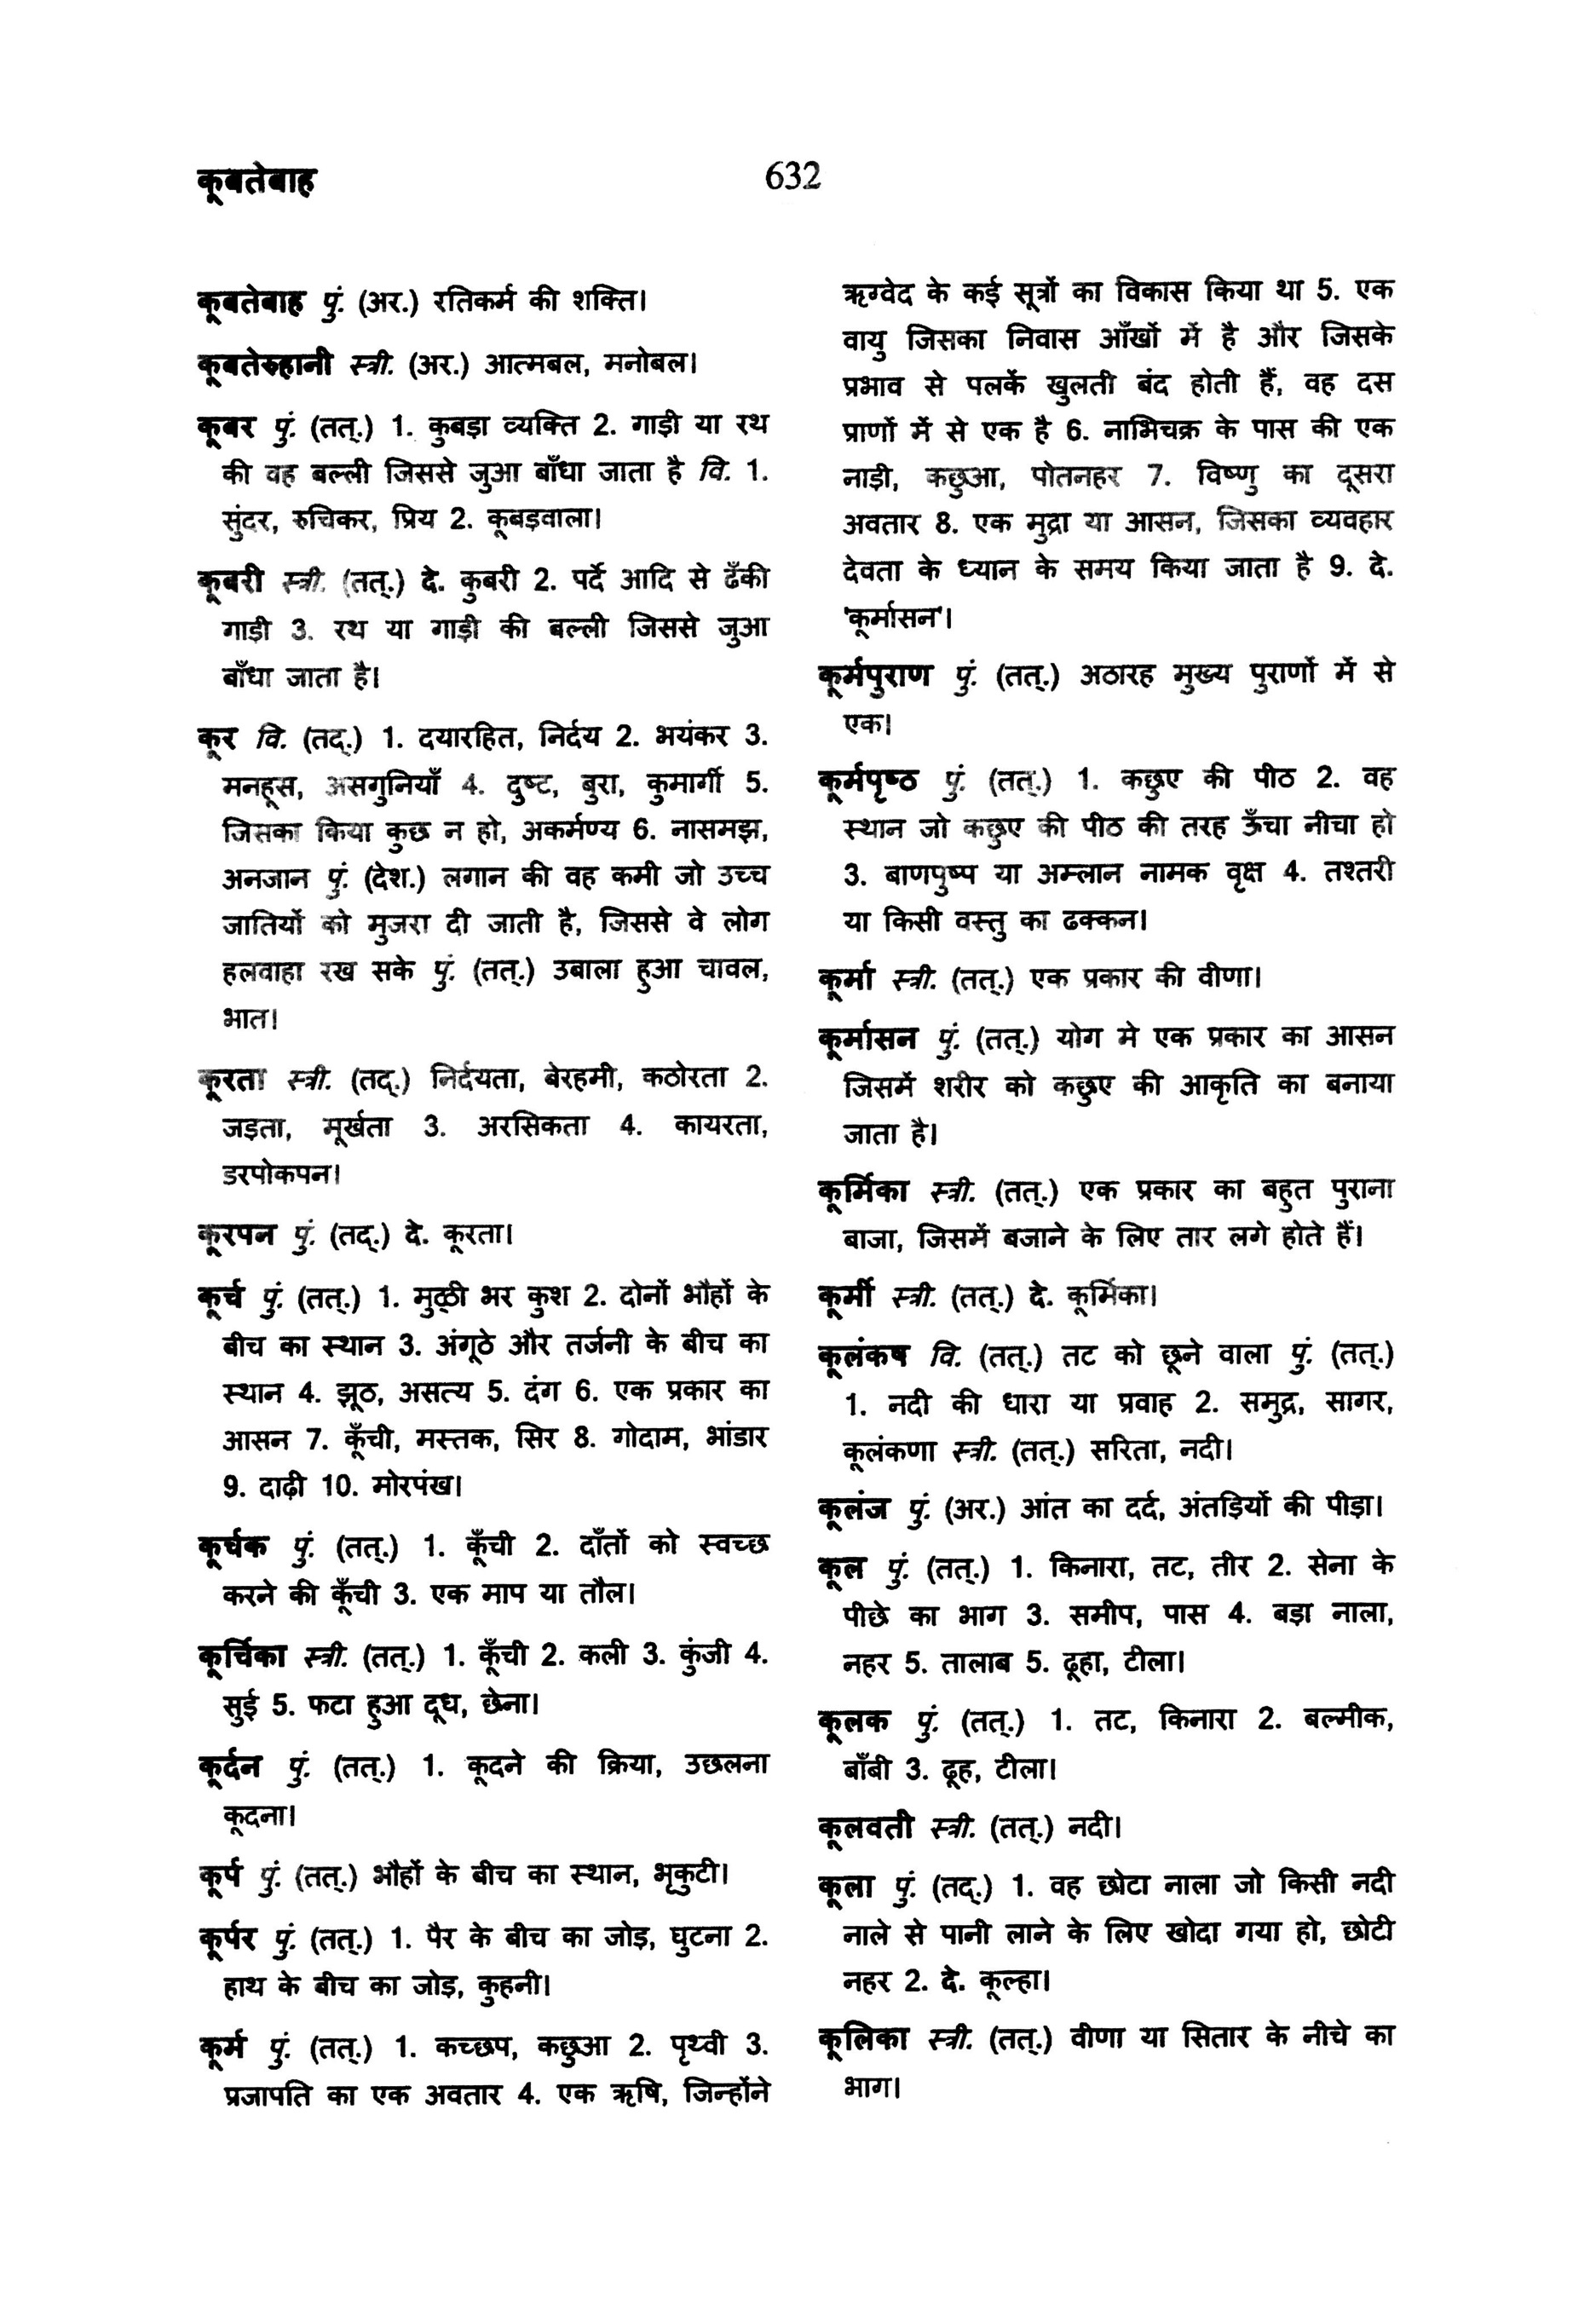 कूबतेबाह
632
कूबतेबाह पुं. (अर.) रतिकर्म की शक्ति।
कूबतेरुहानी स्त्री. (अर.) आत्मबल, मनोबल।
कूबर पुं. (तत्.) 1. कुबड़ा व्यक्ति 2. गाड़ी या रथ
की वह बल्ली जिससे जुआ बाँधा जाता है वि. 1.
सुंदर, रुचिकर, प्रिय 2. कूबड़वाला।
कूबरी स्त्री. (तत्.) दे. कुबरी 2. पर्दे आदि से ढँकी
गाड़ी 3. रथ या गाड़ी की बल्ली जिससे जुआ
बाँधा जाता है।
कूर वि. (तद्.) 1. दयारहित, निर्दय 2. भयंकर 3.
मनहूस, असगुनियाँ 4. दुष्ट, बुरा, कुमार्गी 5.
जिसका किया कुछ न हो, अकर्मण्य 6. नासमझ,
अनजान पुं. (देश.) लगान की वह कमी जो उच्च
जातियों को मुजरा दी जाती है, जिससे वे लोग
हलवाहा रख सके पुं. (तत्.) उबाला हुआ चावल,
भात।
कूरता स्त्री. (तद्.) निर्दयता, बेरहमी, कठोरता 2.
जड़ता, मूर्खता 3. अरसिकता 4. कायरता,
डरपोकपन।
कूरपन पुं. (तद्.) दे. कूरता।
कूर्च पुं. (तत्.) 1. मुठ्ठी भर कुश 2. दोनों भौहों के
बीच का स्थान 3. अंगूठे और तर्जनी के बीच का
स्थान 4. झूठ, असत्य 5. दंग 6. एक प्रकार का
आसन 7. कूँची, मस्तक, सिर 8. गोदाम, भांडार
9. दाढ़ी 10. मोरपंख।
कूर्चक पुं. (तत्.) 1. कूँची 2. दाँतों को स्वच्छ
करने की कूँची 3. एक माप या तौल।
कूर्चिका स्त्री. (तत्.) 1. कूँची 2. कली 3. कुंजी 4.
सुई 5. फटा हुआ दूध, छेना।
कूर्दन पुं. (तत्.) 1. कूदने की क्रिया, उछलना
कूदना।
कूर्प पुं. (तत्.) भौहों के बीच का स्थान, भृकुटी।
कूर्पर पुं. (तत्.) 1. पैर के बीच का जोड़, घुटना 2.
हाथ के बीच का जोड़, कुहनी।
कूर्म पुं. (तत्.) 1. कच्छप, कछुआ 2. पृथ्वी 3.
प्रजापति का एक अवतार 4. एक ऋषि, जिन्होंने
ऋग्वेद के कई सूत्रों का विकास किया था 5. एक
वायु जिसका निवास आँखों में है और जिसके
प्रभाव से पलकें खुलती बंद होती हैं, वह दस
प्राणों में से एक है 6. नाभिचक्र के पास की एक
नाड़ी, कछुआ, पोतनहर 7. विष्णु का दूसरा
अवतार 8. एक मुद्रा या आसन, जिसका व्यवहार
देवता के ध्यान के समय किया जाता है 9. दे.
'कूर्मासन'।
कूर्मपुराण पुं. (तत्.) अठारह मुख्य पुराणों में से
एक।
कूर्मपृष्ठ पुं. (तत्.) 1. कछुए की पीठ 2. वह
स्थान जो कछुए की पीठ की तरह ऊँचा नीचा हो
3. बाणपुष्प या अम्लान नामक वृक्ष 4. तश्तरी
या किसी वस्तु का ढक्कन।
कूर्मा स्त्री. (तत्.) एक प्रकार की वीणा।
कूर्मासन पुं. (तत्.) योग मे एक प्रकार का आसन
जिसमें शरीर को कछुए की आकृति का बनाया
जाता है।
कूर्मिका स्त्री. (तत्.) एक प्रकार का बहुत पुराना
बाजा, जिसमें बजाने के लिए तार लगे होते हैं।
कूर्मी स्त्री. (तत्.) दे. कूर्मिका।
कूलंकष वि. (तत्.) तट को छूने वाला पुं. (तत्.)
1. नदी की धारा या प्रवाह 2. समुद्र, सागर,
कूलंकणा स्त्री. (तत्.) सरिता, नदी।
कूलंज पुं. (अर.) आंत का दर्द, अंतड़ियों की पीड़ा।
कूल पुं. (तत्.) 1. किनारा, तट, तीर 2. सेना के
पीछे का भाग 3. समीप, पास 4. बड़ा नाला,
नहर 5. तालाब 5. ढूहा, टीला।
कूलक पुं. (तत्.) 1. तट, किनारा 2. बल्मीक,
बाँबी 3. ढूह, टीला।
कूलवती स्त्री. (तत्.) नदी।
कूला पुं. (तद्.) 1. वह छोटा नाला जो किसी नदी
नाले से पानी लाने के लिए खोदा गया हो, छोटी
नहर 2. दे. कूल्हा।
कूलिका स्त्री. (तत्.) वीणा या सितार के नीचे का
भाग।